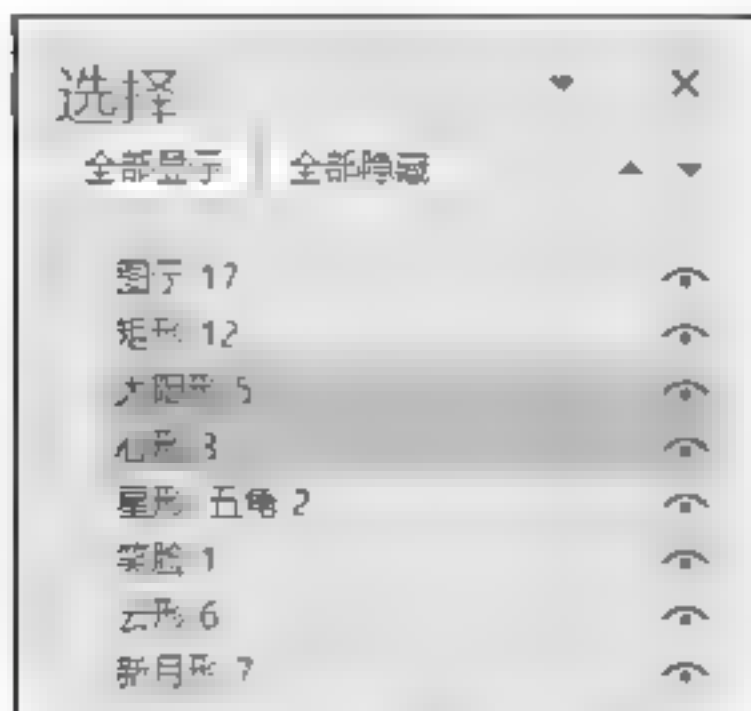 选择
全部显示 全部隐藏
图示 17
矩形 12
太阳形 5
心形 3
星形: 五角 2
笑脸 1
云形 6
新月形 7